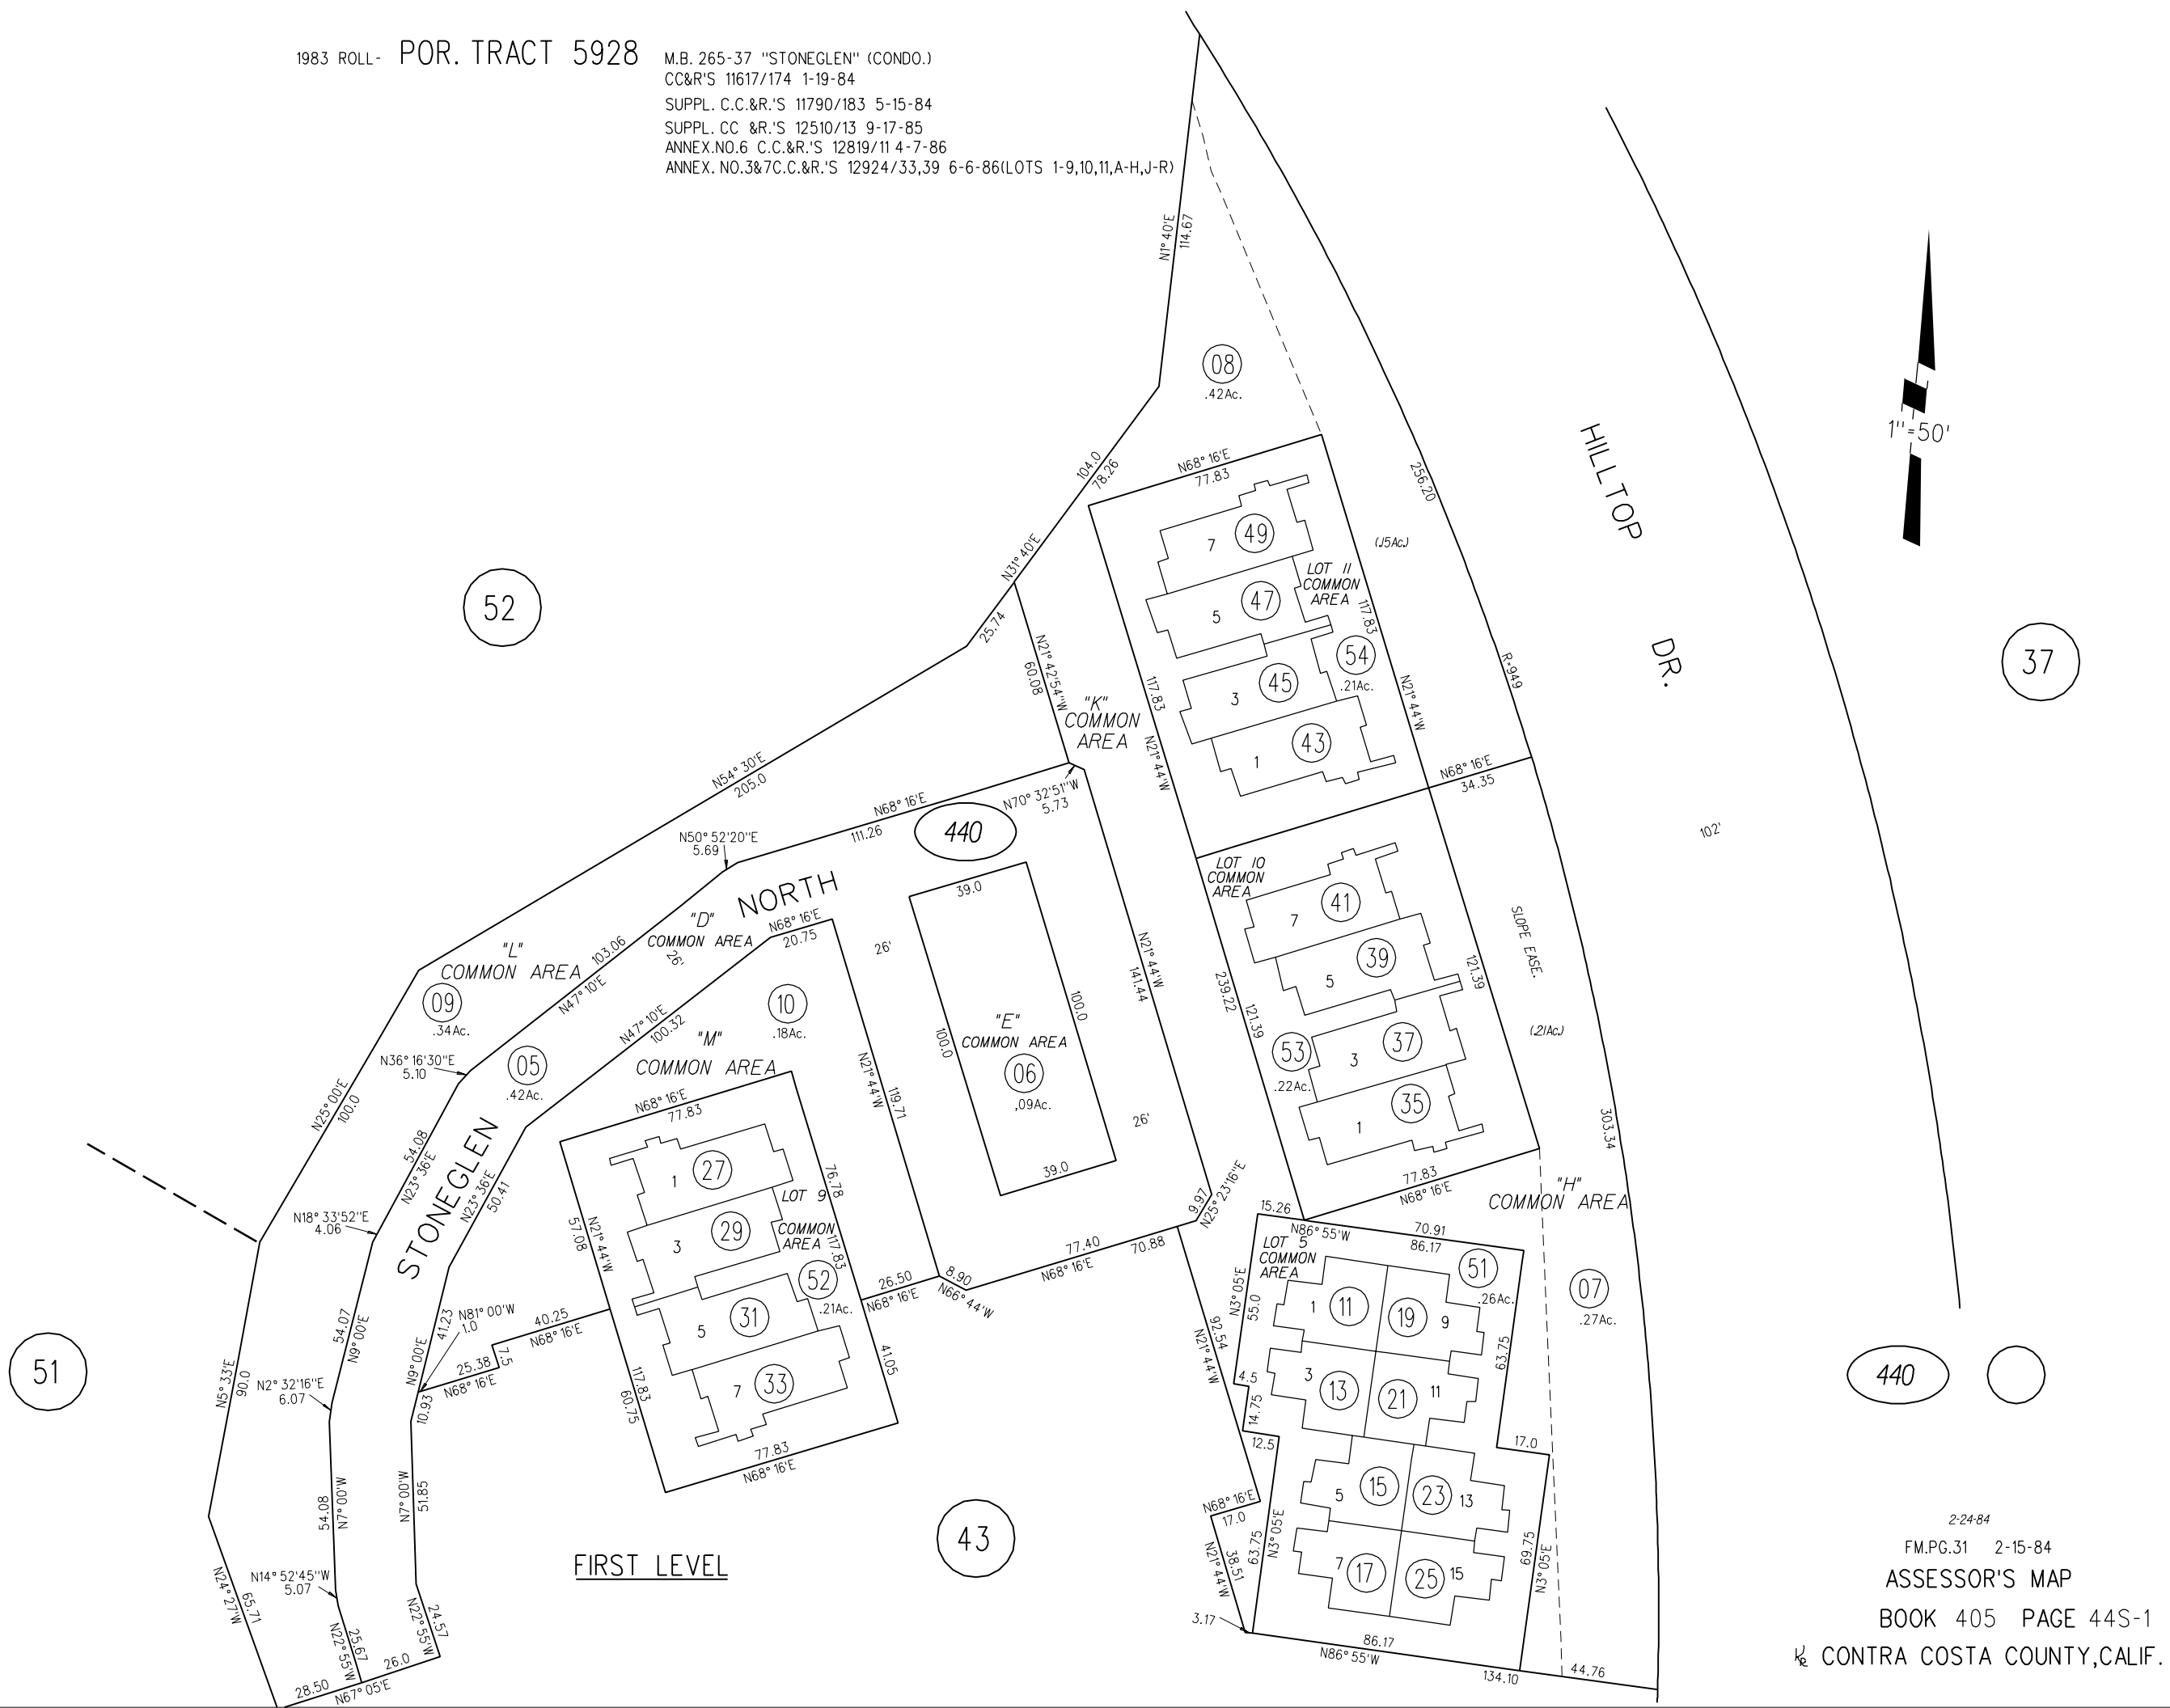 1983 ROLL- POR. TRACT 5928
M.B. 265-37 "STONEGLEN" (CONDO.)
CC&R'S 11617/174 1-19-84
SUPPL. C.C.&R.'S 11790/183 5-15-84
SUPPL. CC &R.'S 12510/13 9-17-85
ANNEX.NO.6 C.C.&R.'S 12819/11 4-7-86
ANNEX. NO.3&7C.C.&R.'S 12924/33,39 6-6-86(LOTS 1-9,10,11,A-H,J-R)
N1° 40'E
114.67
08
.42Ac.
104.0
78.26
N31° 40'E
25.74
N68° 16'E
77.83
256.20
HILLTOP
DR.
1"=50'
37
52
7
49
5
47
LOT 11
COMMON
AREA
(.15Ac.)
117.83
3
45
54
.21Ac.
1
43
117.83
N21° 44'W
N21° 44'W
R=949
N68° 16'E
34.35
102'
N21° 42'54"W
60.08
"K"
COMMON
AREA
N54° 30'E
205.0
N68° 16'E
111.26
440
N70° 32'51"W
5.73
N50° 52'20"E
5.69
NORTH
N68° 16'E
20.75
26'
"D"
COMMON AREA
26'
103.06
N47° 10'E
"L"
COMMON AREA
09
.34Ac.
N47° 10'E
100.32
10
.18Ac.
"M"
COMMON AREA
N36° 16'30"E
5.10
05
.42Ac.
39.0
100.0
100.0
"E"
COMMON AREA
06
,09Ac.
39.0
26'
N21° 44'W
141.44
N21° 44'W
119.71
LOT 10
COMMON
AREA
7
41
5
39
3
37
1
35
53
.22Ac.
239.22
121.39
121.39
SLOPE EASE.
(.21Ac.)
303.34
77.83
N68° 16'E
"H"
COMMON AREA
07
.27Ac.
N25° 00'E
100.0
54.08
N23° 36'E
STONEGLEN
N23° 36'E
50.41
N18° 33'52"E
4.06
N68° 16'E
77.83
1
27
3
29
5
31
7
33
LOT 9
COMMON
AREA
52
.21Ac.
76.78
117.83
41.05
N21° 44'W
57.08
117.83
60.75
77.83
N68° 16'E
26.50
N68° 16'E
8.90
N66° 44'W
77.40
70.88
N68° 16'E
9.97
N25° 23'16"E
40.25
N68° 16'E
7.5
25.38
N68° 16'E
N81° 00'W
1.0
41.23
N9° 00'E
10.93
54.07
N9° 00'E
N2° 32'16"E
6.07
51
N5° 33'E
90.0
54.08
N7° 00'W
N7° 00'W
51.85
N14° 52'45"W
5.07
N24° 27'W
65.71
25.67
N22° 55'W
24.57
N22° 55'W
28.50
26.0
N67° 05'E
FIRST LEVEL
43
15.26
N86° 55'W
70.91
86.17
LOT 5
COMMON
AREA
51
.26Ac.
N3° 05'E
55.0
4.5
14.75
12.5
92.54
N21° 44'W
1
11
19
9
3
13
21
11
5
15
23
13
7
17
25
15
63.75
17.0
69.75
N3° 05'E
N68° 16'E
17.0
N21° 44'W
38.51
63.75
N3° 05'E
3.17
86.17
N86° 55'W
134.10
44.76
440
2-24-84
FM.PG.31 2-15-84
ASSESSOR'S MAP
BOOK 405 PAGE 44S-1
CONTRA COSTA COUNTY,CALIF.